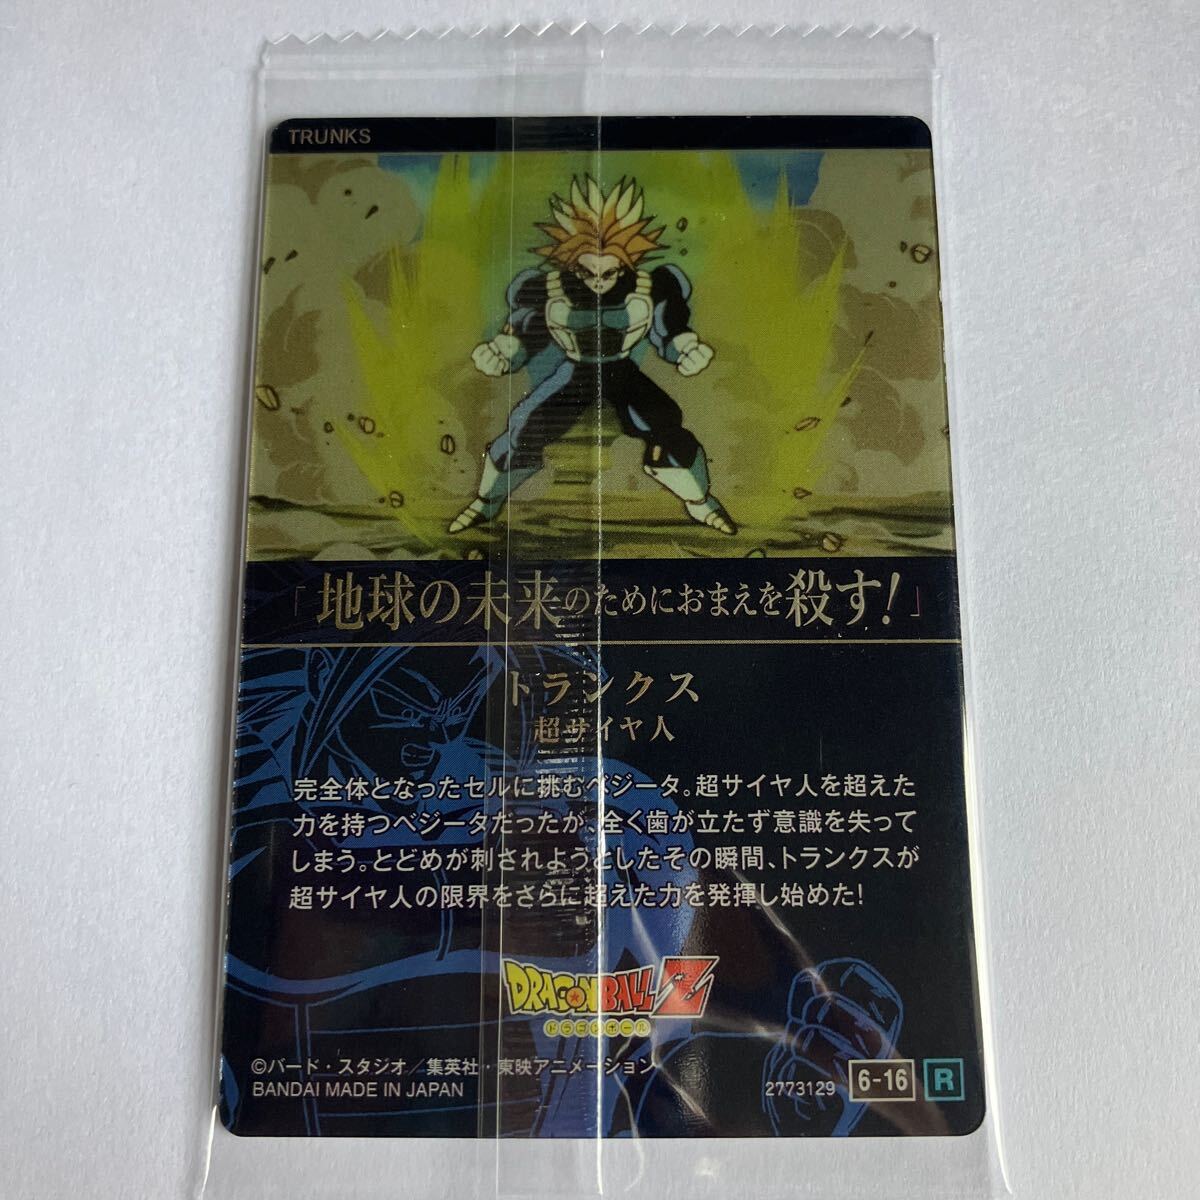 TRUNKS
「地球の未来のためにおまえを殺す!」
トランクス
超サイヤ人
完全体となったセルに挑むベジータ。超サイヤ人を超えた
力を持つベジータだったが、全く歯が立たず意識を失って
しまう。とどめが刺されようとしたその瞬間、トランクスが
超サイヤ人の限界をさらに超えた力を発揮し始めた!
DRAGONBALL Z
ドラゴンボール
©バード・スタジオ/集英社・東映アニメーション
BANDAI MADE IN JAPAN
2773129 6-16 R